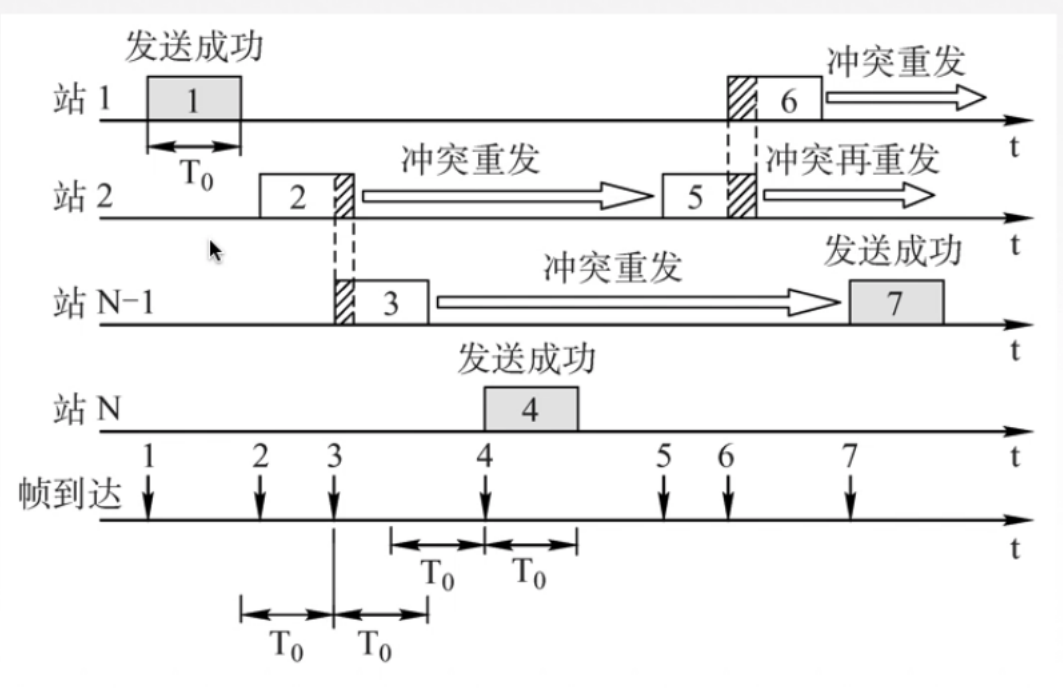 发送成功
站 1
1
6
冲突重发
t
T₀
站 2
2
冲突重发
5
冲突再重发
t
站 N-1
3
冲突重发
发送成功
7
t
发送成功
站 N
4
t
1 2 3 4 5 6 7
帧到达
t
T₀ T₀
T₀ T₀